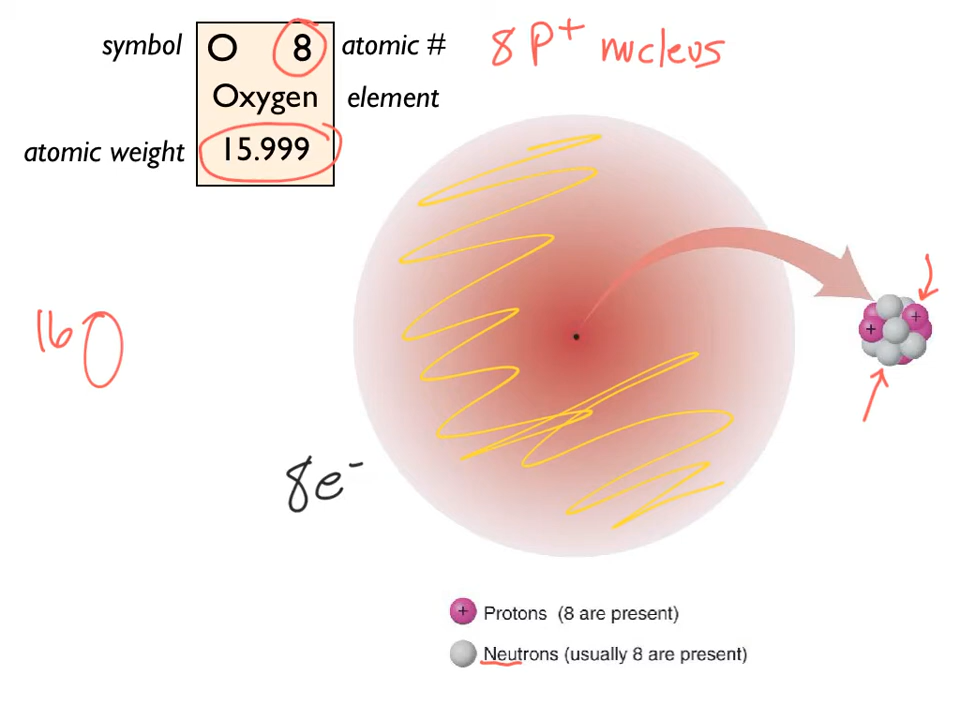 symbol O 8 atomic # 8 P+ nucleus
Oxygen element
atomic weight 15.999
16O
8e-
+ +
+ Protons (8 are present)
Neutrons (usually 8 are present)